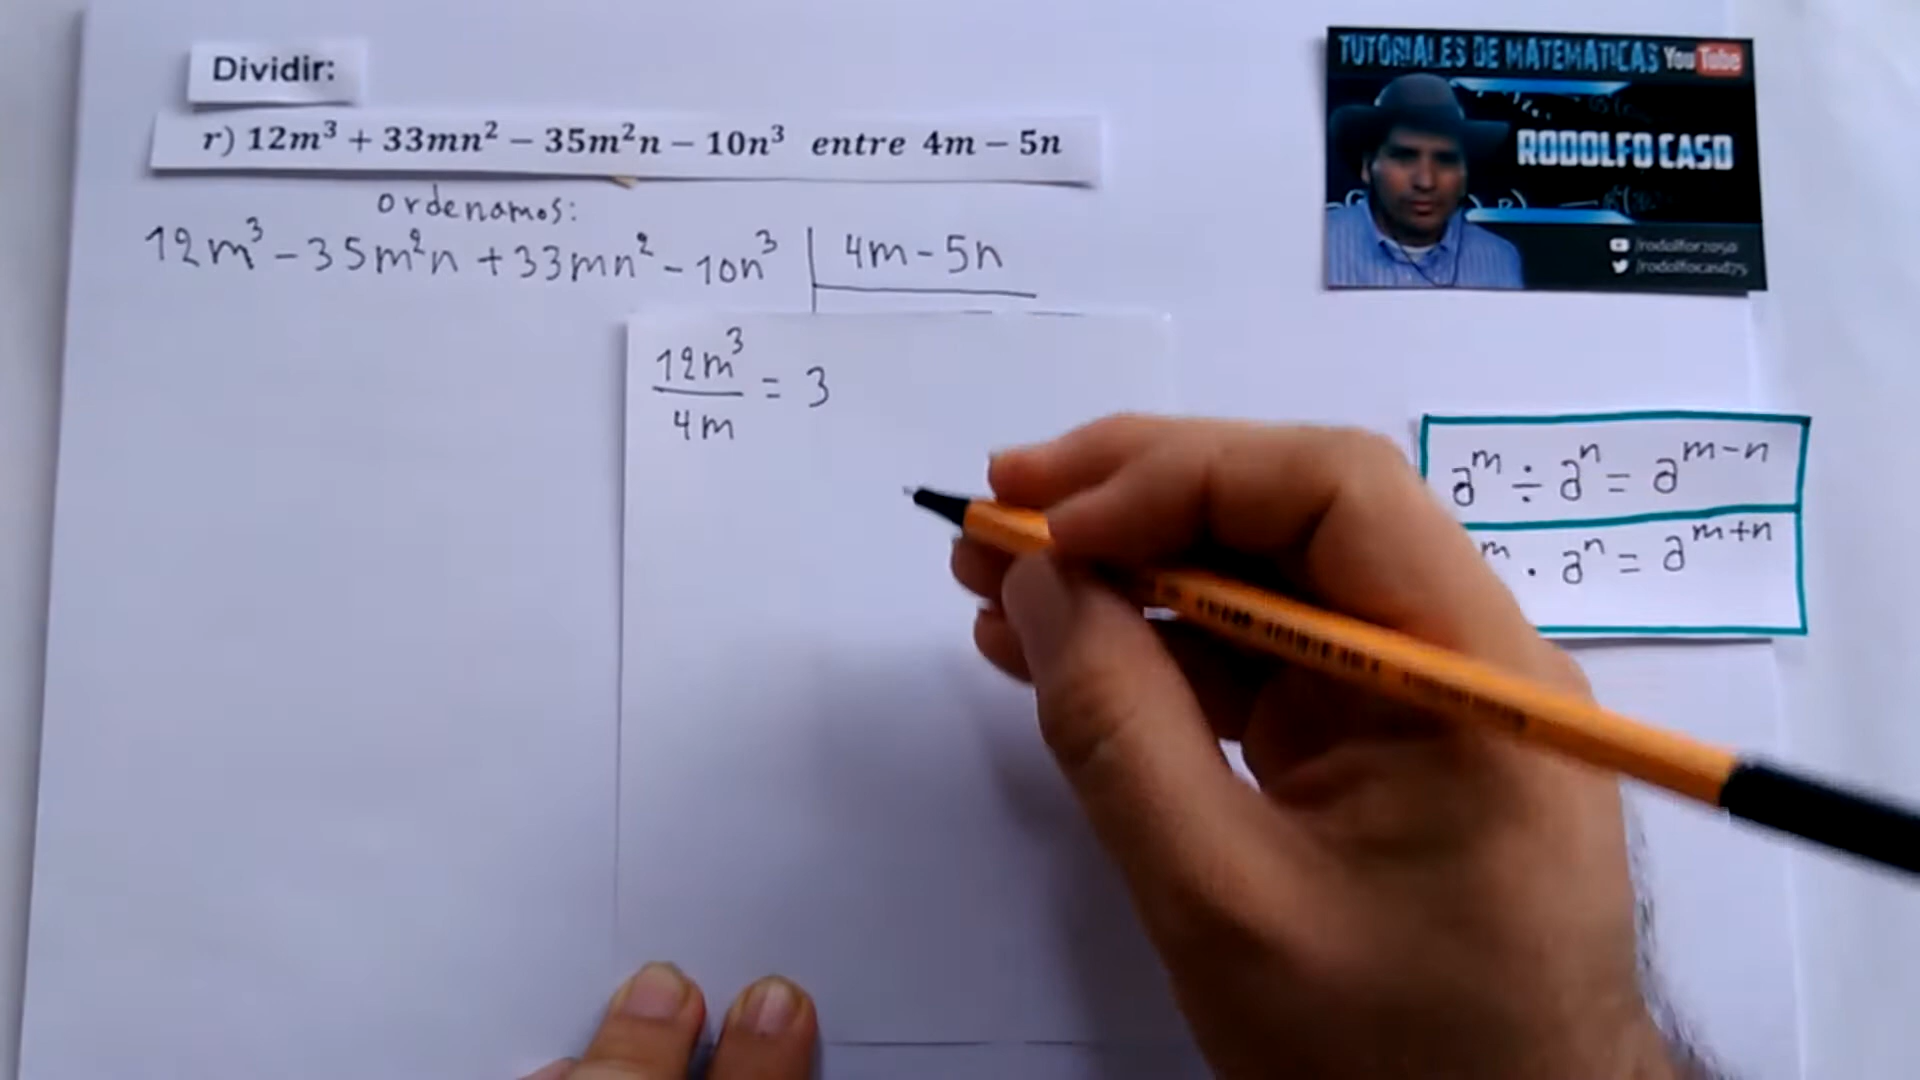 Dividir:
r) 12m³ + 33mn² − 35m²n − 10n³ entre 4m − 5n
ordenamos:
12m³ − 35m²n + 33mn² − 10n³ | 4m − 5n
12m³
4m
= 3
TUTORIALES DE MATEMATICAS YouTube
RODOLFO CASO
aᵐ ÷ aⁿ = aᵐ⁻ⁿ
ᵐ · aⁿ = aᵐ⁺ⁿ